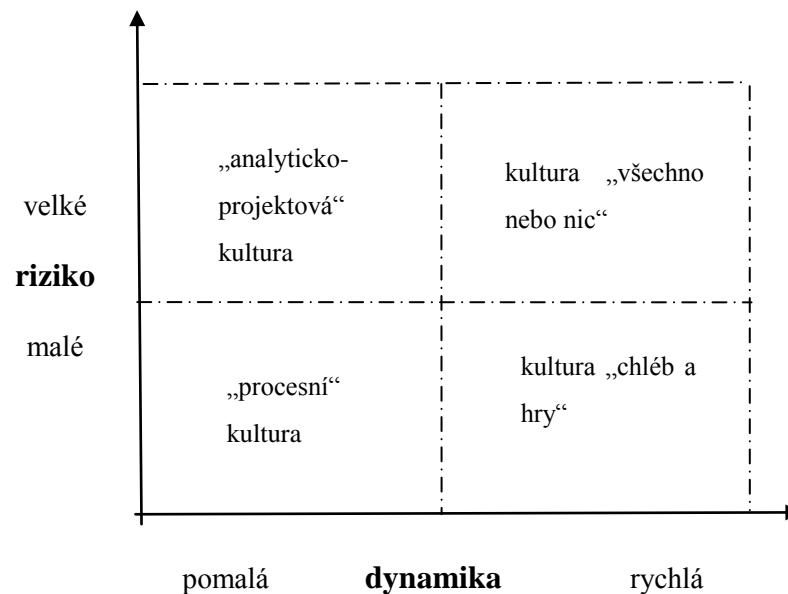 „analyticko-
projektová“
kultura
kultura „všechno
nebo nic“
velké
riziko
malé
„procesní“
kultura
kultura „chléb a
hry“
pomalá dynamika rychlá